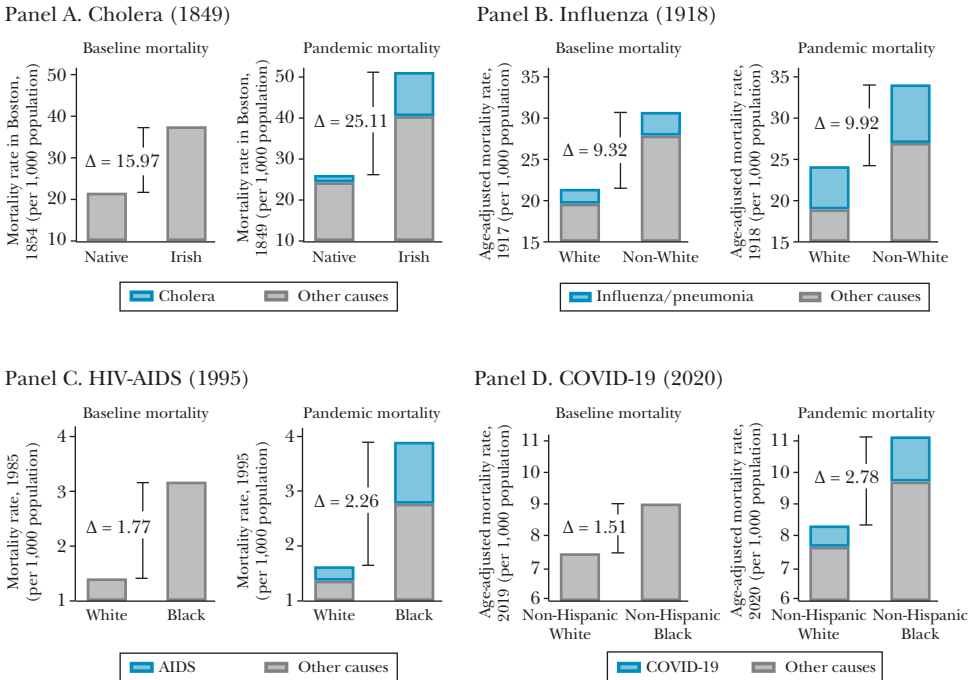 Panel A. Cholera (1849)
Baseline mortality
Mortality rate in Boston,
1854 (per 1,000 population)
50
40
30
20
10
Δ = 15.97
Native
Irish
Pandemic mortality
Mortality rate in Boston,
1849 (per 1,000 population)
50
40
30
20
10
Δ = 25.11
Native
Irish
Cholera
Other causes
Panel B. Influenza (1918)
Baseline mortality
Age-adjusted mortality rate,
1917 (per 1,000 population)
35
30
25
20
15
Δ = 9.32
White
Non-White
Pandemic mortality
Age-adjusted mortality rate,
1918 (per 1,000 population)
35
30
25
20
15
Δ = 9.92
White
Non-White
Influenza/pneumonia
Other causes
Panel C. HIV-AIDS (1995)
Baseline mortality
Mortality rate, 1985
(per 1,000 population)
4
3
2
1
Δ = 1.77
White
Black
Pandemic mortality
Mortality rate, 1995
(per 1,000 population)
4
3
2
1
Δ = 2.26
White
Black
AIDS
Other causes
Panel D. COVID-19 (2020)
Baseline mortality
Age-adjusted mortality rate,
2019 (per 1,000 population)
11
10
9
8
7
6
Δ = 1.51
Non-Hispanic
White
Non-Hispanic
Black
Pandemic mortality
Age-adjusted mortality rate,
2020 (per 1,000 population)
11
10
9
8
7
6
Δ = 2.78
Non-Hispanic
White
Non-Hispanic
Black
COVID-19
Other causes